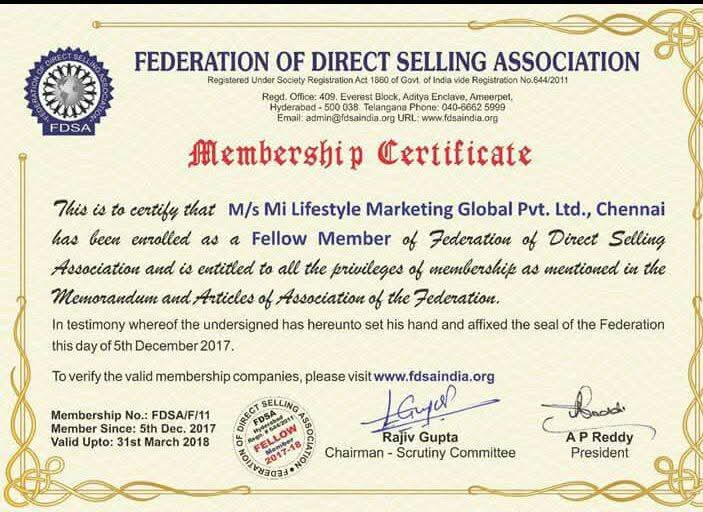 FEDERATION OF DIRECT SELLING ASSOCIATION
Registered Under Society Registration Act 1860 of Govt. of India vide Registration No.644/2011
Regd. Office: 409, Everest Block, Aditya Enclave, Ameerpet,
Hyderabad - 500 038. Telangana Phone: 040-6662 5999
Email: admin@fdsaindia.org URL: www.fdsaindia.org
FEDERATION OF DIRECT SELLING ASSOCIATION
FDSA
Membership Certificate
This is to certify that M/s Mi Lifestyle Marketing Global Pvt. Ltd., Chennai
has been enrolled as a Fellow Member of Federation of Direct Selling
Association and is entitled to all the privileges of membership as mentioned in the
Memorandum and Articles of Association of the Federation.
In testimony whereof the undersigned has hereunto set his hand and affixed the seal of the Federation
this day of 5th December 2017.
To verify the valid membership companies, please visit www.fdsaindia.org
Membership No.: FDSA/F/11
Member Since: 5th Dec. 2017
Valid Upto: 31st March 2018
FEDERATION OF DIRECT SELLING ASSOCIATION
FDSA
Hyderabad
Regn. # 644/2011
FELLOW
Member
2017-18
Rajiv Gupta
Chairman - Scrutiny Committee
A P Reddy
President